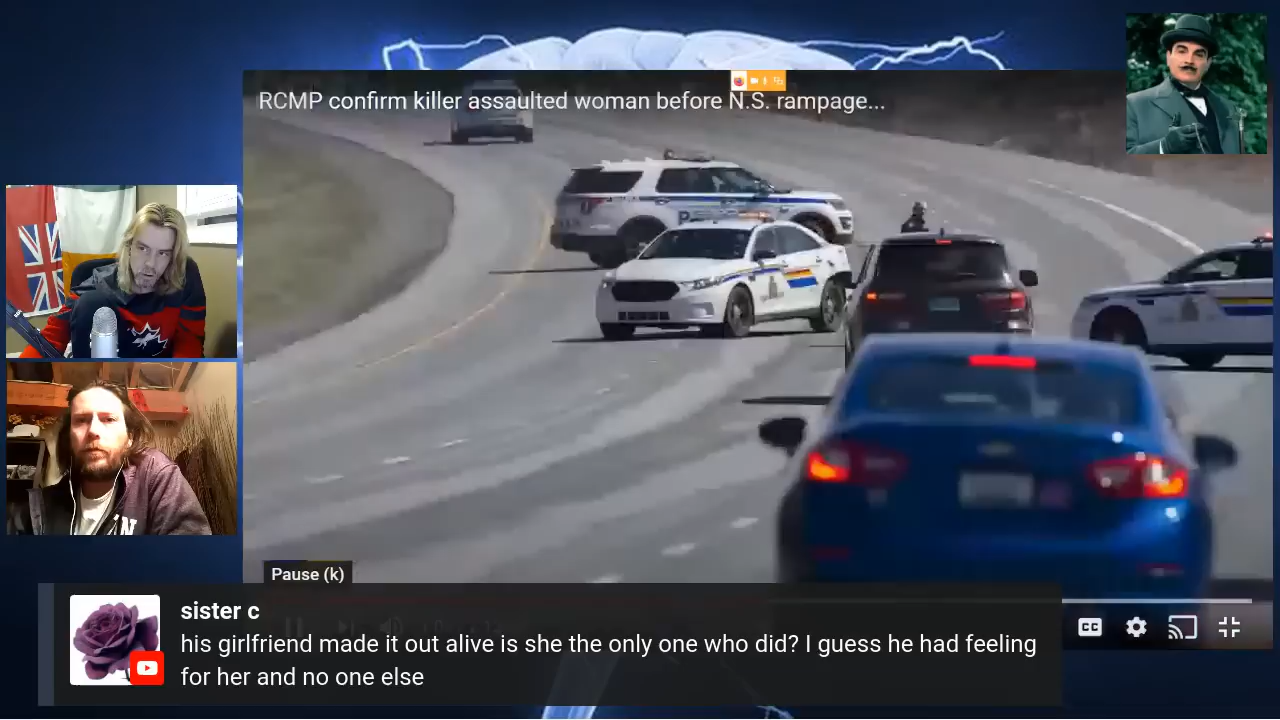 RCMP confirm killer assaulted woman before N.S. rampage...
Pause (k)
sister c
his girlfriend made it out alive is she the only one who did? I guess he had feeling
for her and no one else
CC